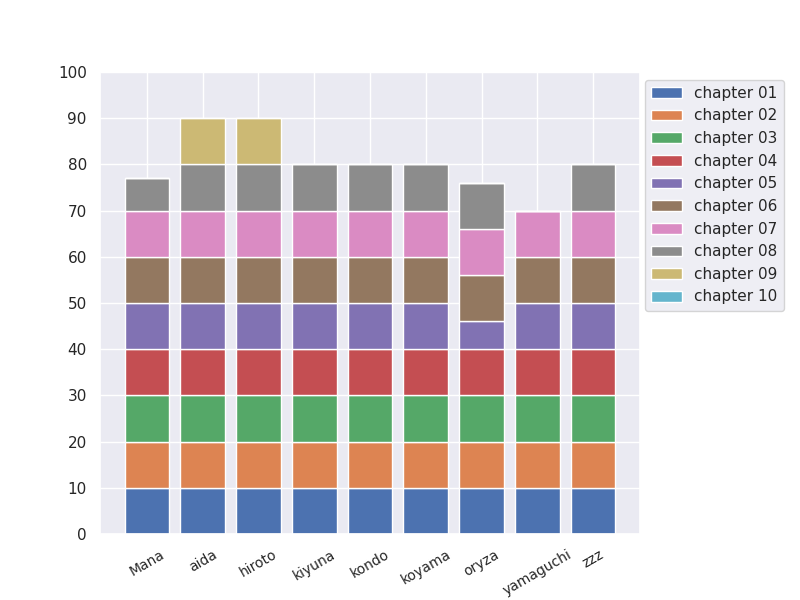 100
90
80
70
60
50
40
30
20
10
0
Mana
aida
hiroto
kiyuna
kondo
koyama
oryza
yamaguchi
zzz
chapter 01
chapter 02
chapter 03
chapter 04
chapter 05
chapter 06
chapter 07
chapter 08
chapter 09
chapter 10